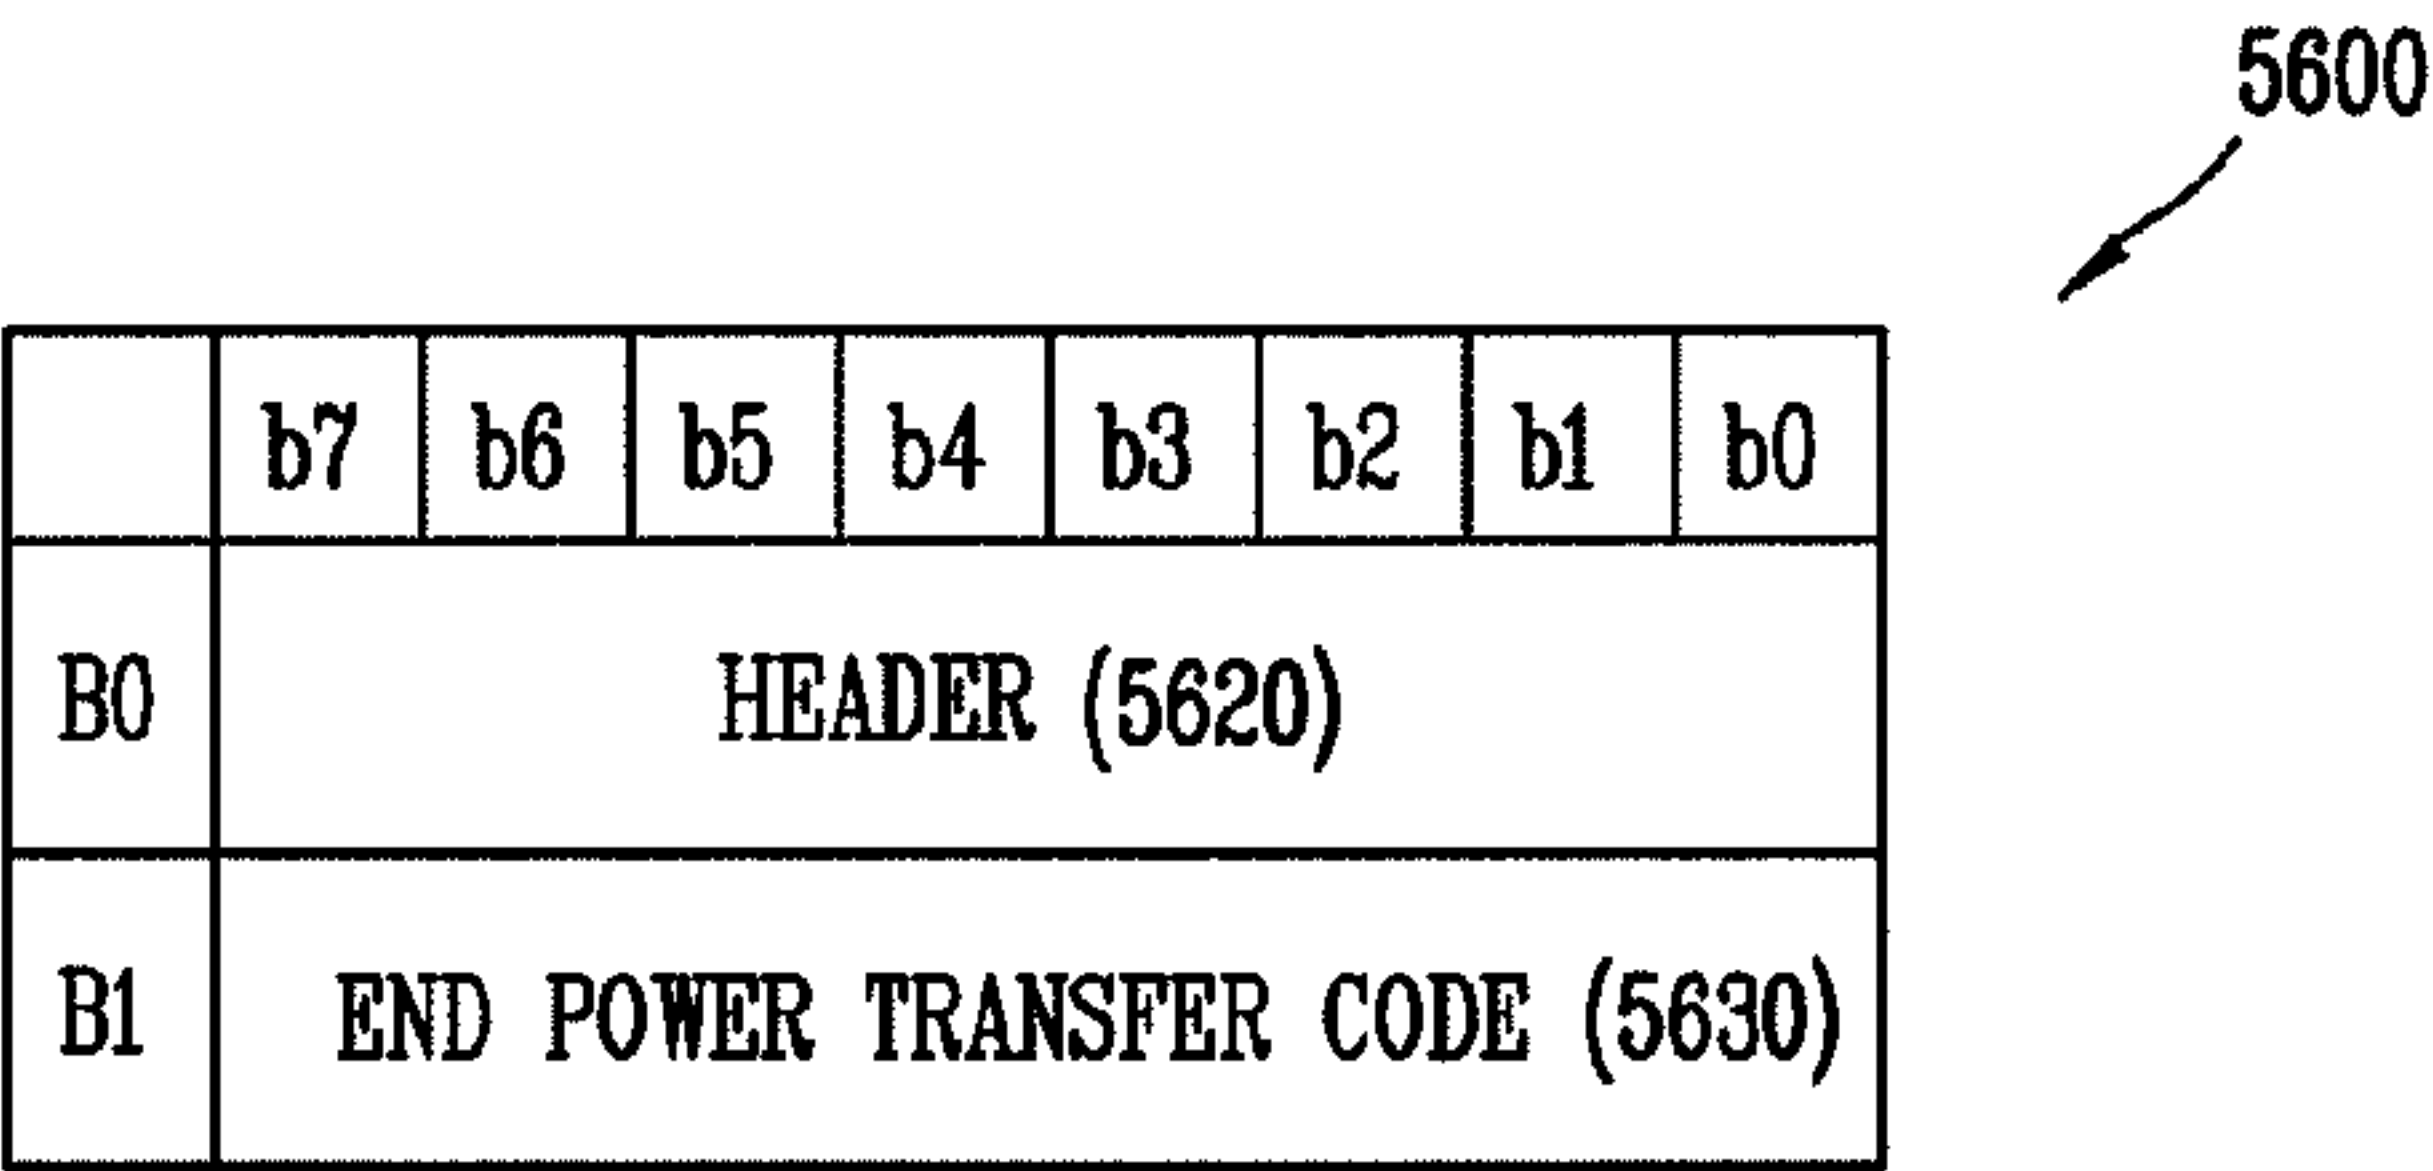 5600
b7 b6 b5 b4 b3 b2 b1 b0
B0 HEADER (5620)
B1 END POWER TRANSFER CODE (5630)